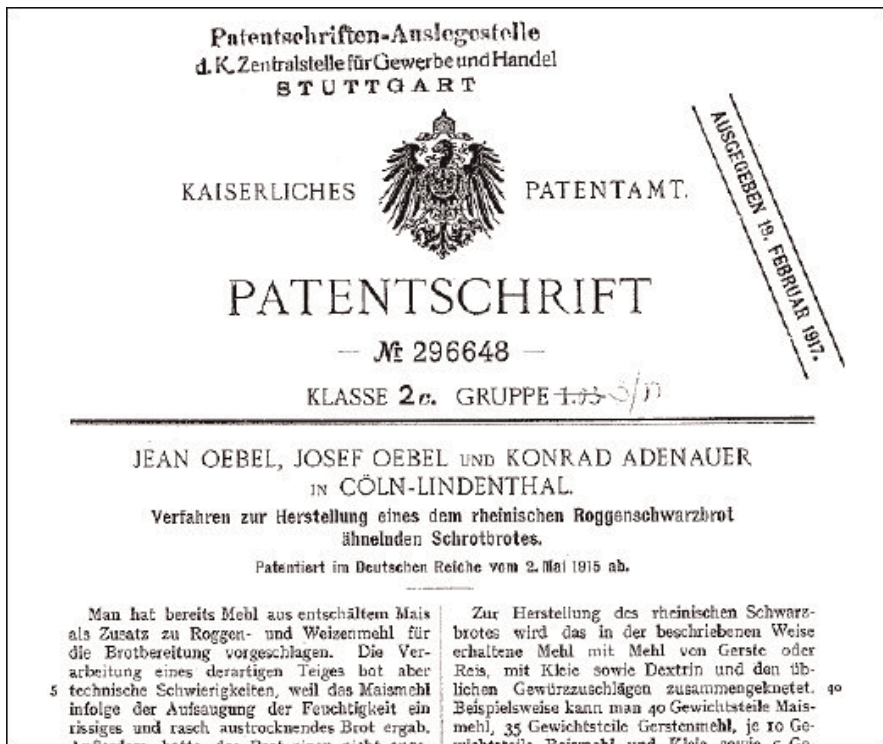 Patentschriften-Auslegestelle
d. K. Zentralstelle für Gewerbe und Handel
STUTTGART
AUSGEGEBEN 19. FEBRUAR 1917.
KAISERLICHES PATENTAMT.
PATENTSCHRIFT
— № 296648 —
KLASSE 2c. GRUPPE
JEAN OEBEL, JOSEF OEBEL UND KONRAD ADENAUER
IN CÖLN-LINDENTHAL.
Verfahren zur Herstellung eines dem rheinischen Roggenschwarzbrot
ähnelnden Schrotbrotes.
Patentiert im Deutschen Reiche vom 2. Mai 1915 ab.
Man hat bereits Mehl aus entschältem Mais
als Zusatz zu Roggen- und Weizenmehl für
die Brotbereitung vorgeschlagen. Die Ver-
arbeitung eines derartigen Teiges bot aber
5 technische Schwierigkeiten, weil das Maismehl
infolge der Aufsaugung der Feuchtigkeit ein
rissiges und rasch austrocknendes Brot ergab.
Zur Herstellung des rheinischen Schwarz-
brotes wird das in der beschriebenen Weise
erhaltene Mehl mit Mehl von Gerste oder
Reis, mit Kleie sowie Dextrin und den üb-
lichen Gewürzzuschlägen zusammengeknetet. 40
Beispielsweise kann man 40 Gewichtsteile Mais-
mehl, 35 Gewichtsteile Gerstenmehl, je 10 Ge-